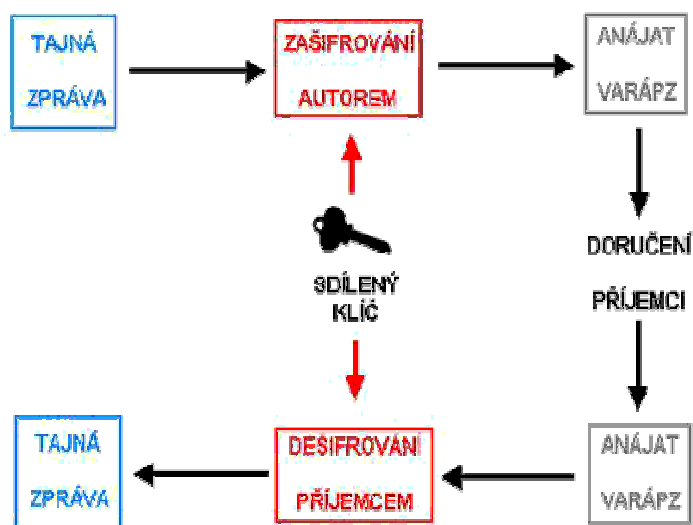 TAJNÁ
ZPRÁVA
ZAŠIFROVÁNÍ
AUTOREM
ANÁJAT
VARÁPZ
DORUČENÍ
PŘÍJEMCI
SDÍLENÝ
KLÍČ
TAJNÁ
ZPRÁVA
DEŠIFROVÁNÍ
PŘÍJEMCEM
ANÁJAT
VARÁPZ